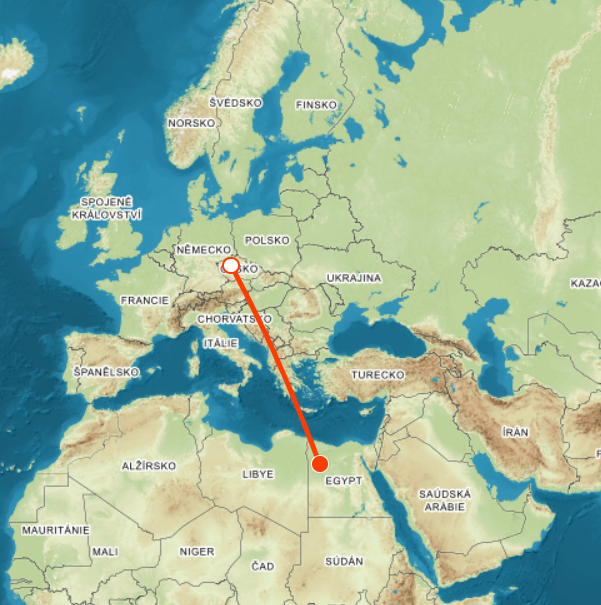 ŠVÉDSKO
FINSKO
NORSKO
SPOJENÉ
KRÁLOVSTVÍ
POLSKO
NĚMECKO
UKRAJINA
FRANCIE
CHORVATSKO
ITÁLIE
ŠPANĚLSKO
TURECKO
ÍRÁN
ALŽÍRSKO
LIBYE
EGYPT
SAÚDSKÁ
ARÁBIE
MAURITÁNIE
MALI
NIGER
ČAD
SÚDÁN